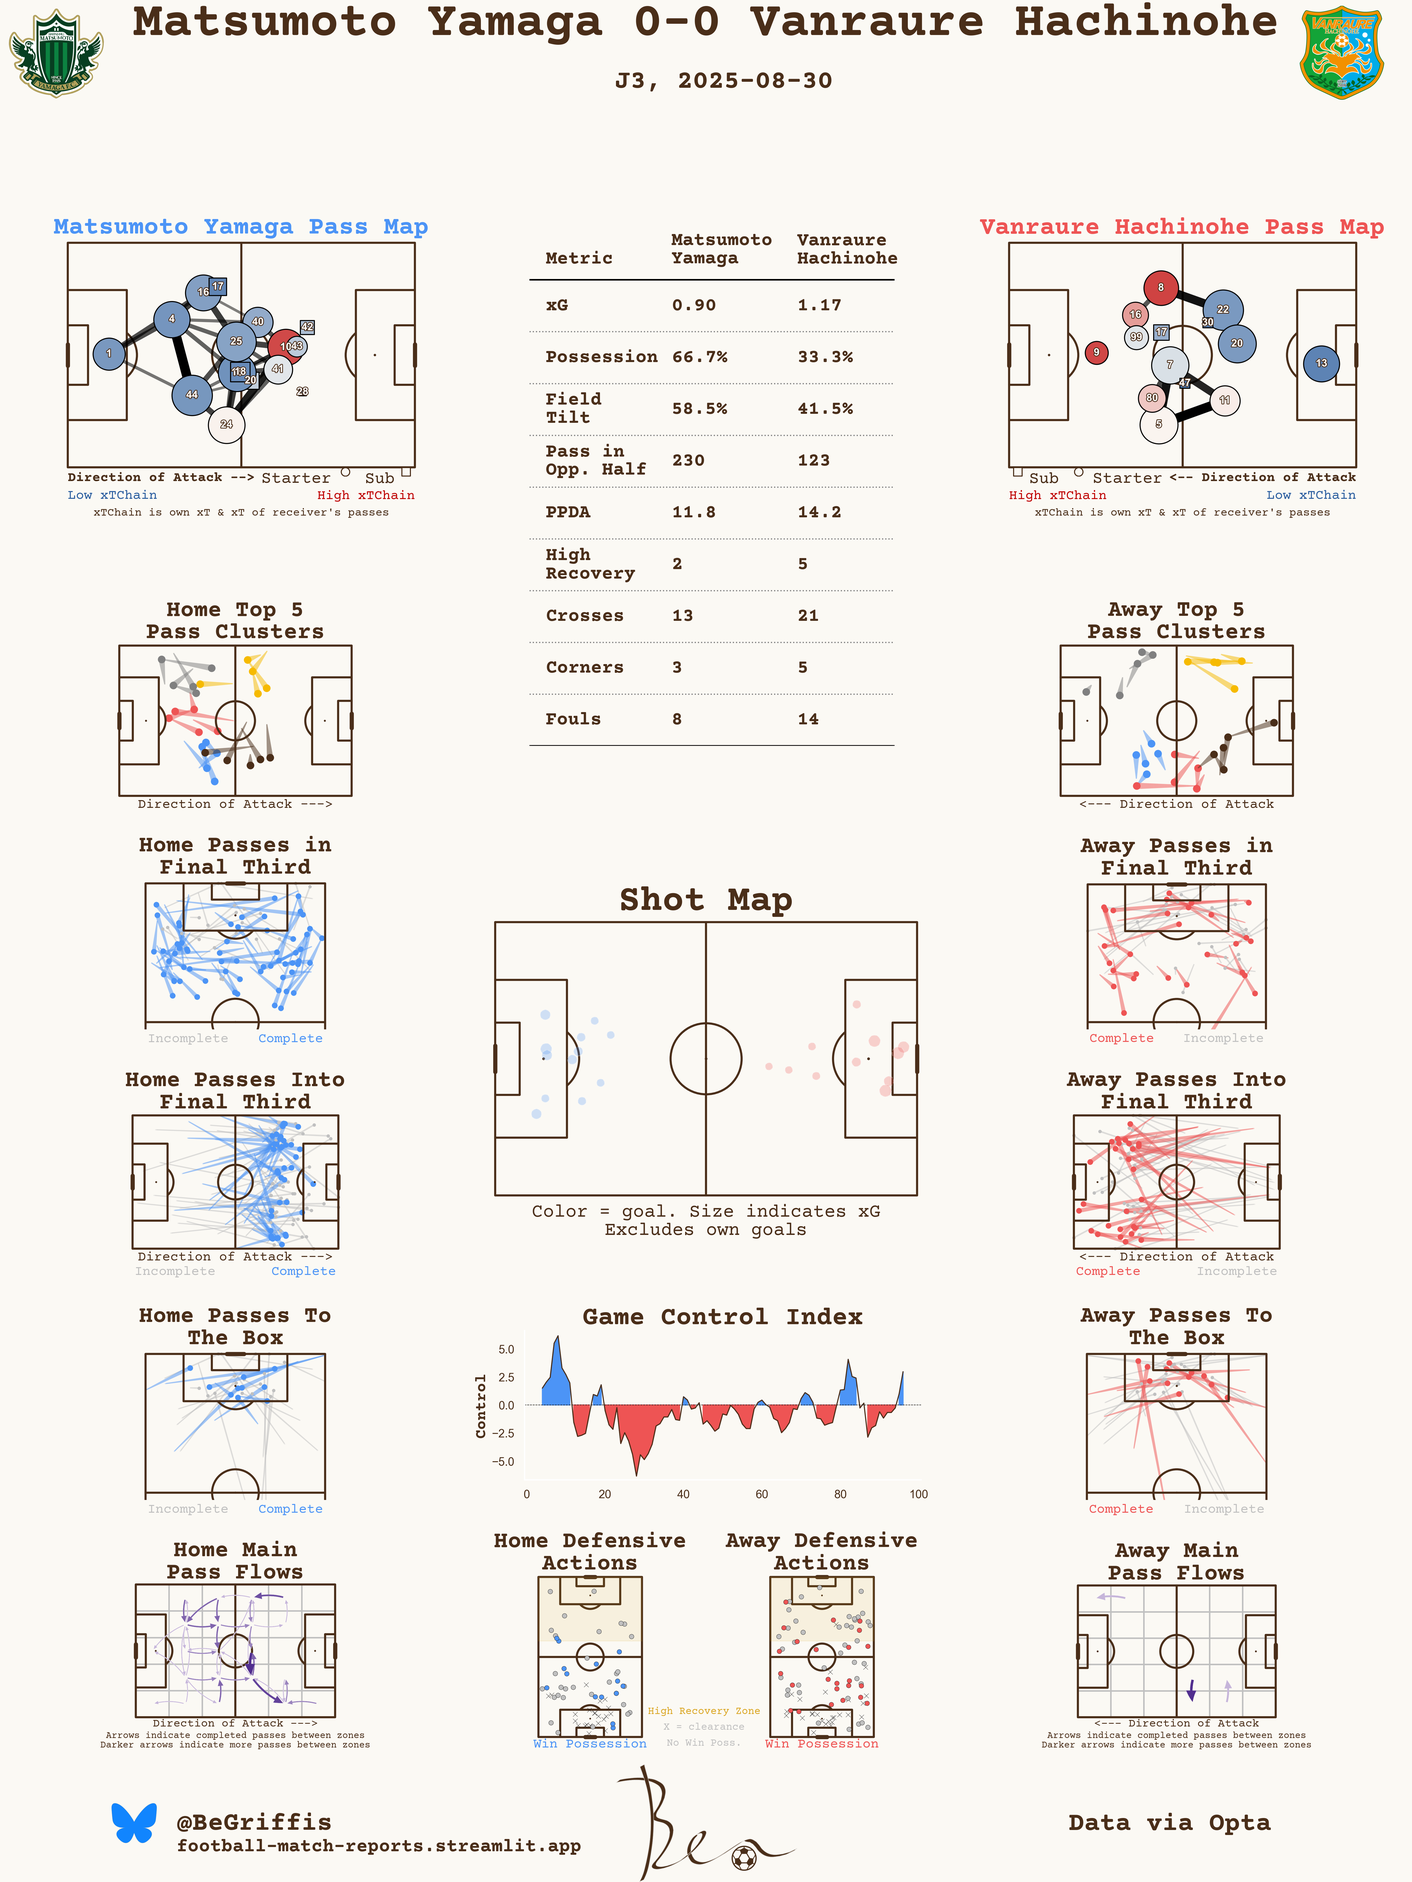 Matsumoto Yamaga 0-0 Vanraure Hachinohe
J3, 2025-08-30
Matsumoto Yamaga Pass Map
16
17
4
40
42
25
10
43
1
18
20
41
44
28
24
Direction of Attack --> Starter Sub
Low xTChain High xTChain
xTChain is own xT & xT of receiver's passes
Metric Matsumoto Yamaga Vanraure Hachinohe
xG 0.90 1.17
Possession 66.7% 33.3%
Field Tilt 58.5% 41.5%
Pass in Opp. Half 230 123
PPDA 11.8 14.2
High Recovery 2 5
Crosses 13 21
Corners 3 5
Fouls 8 14
Vanraure Hachinohe Pass Map
8
16
22
30
17
99
20
9
7
13
47
80
11
5
Sub Starter <-- Direction of Attack
High xTChain Low xTChain
xTChain is own xT & xT of receiver's passes
Home Top 5
Pass Clusters
Direction of Attack --->
Away Top 5
Pass Clusters
<--- Direction of Attack
Home Passes in
Final Third
Incomplete Complete
Away Passes in
Final Third
Complete Incomplete
Shot Map
Color = goal. Size indicates xG
Excludes own goals
Home Passes Into
Final Third
Direction of Attack --->
Incomplete Complete
Away Passes Into
Final Third
<--- Direction of Attack
Complete Incomplete
Home Passes To
The Box
Incomplete Complete
Game Control Index
Control
5.0
2.5
0.0
−2.5
−5.0
0 20 40 60 80 100
Away Passes To
The Box
Complete Incomplete
Home Main
Pass Flows
Direction of Attack --->
Arrows indicate completed passes between zones
Darker arrows indicate more passes between zones
Home Defensive
Actions
Win Possession
High Recovery Zone
X = clearance
No Win Poss.
Away Defensive
Actions
Win Possession
Away Main
Pass Flows
<--- Direction of Attack
Arrows indicate completed passes between zones
Darker arrows indicate more passes between zones
@BeGriffis
football-match-reports.streamlit.app
Ben
Data via Opta